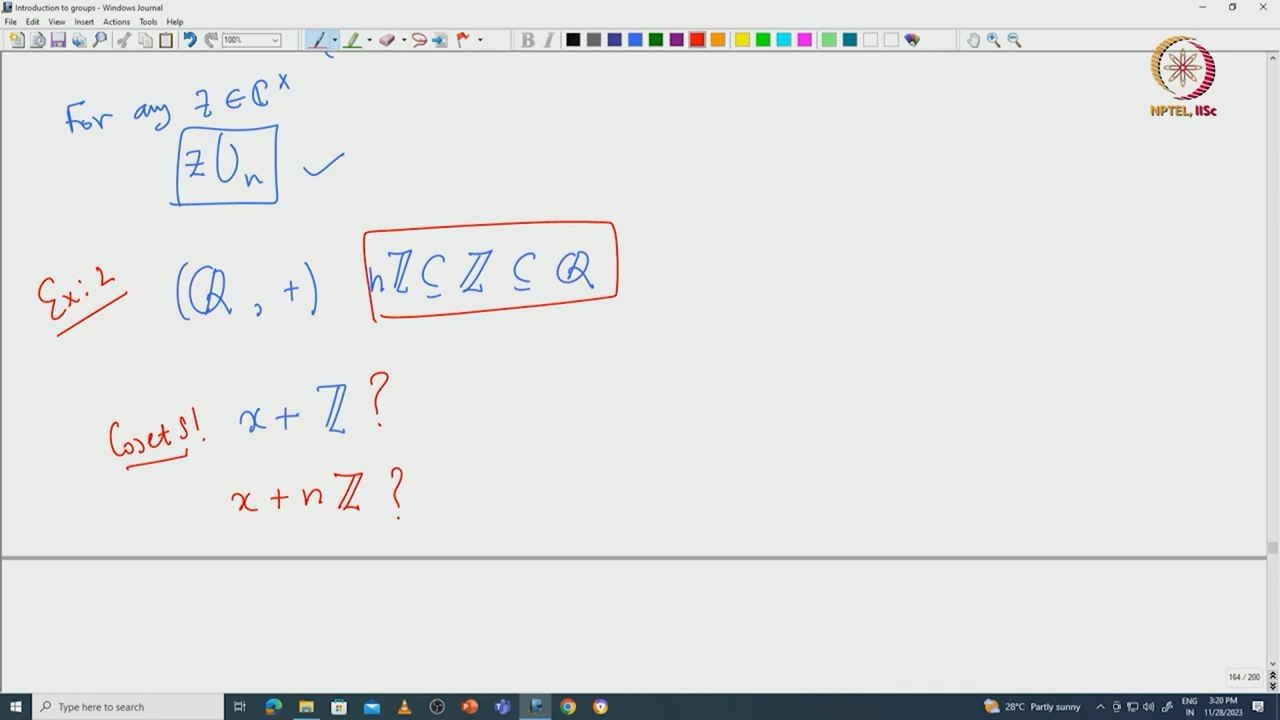 Introduction to groups - Windows Journal
File Edit View Insert Actions Tools Help
100% B I
NPTEL, IISc
For any z ∈ ℂ^×
z U_n ✓
Ex:2 (ℚ, +) nℤ ⊆ ℤ ⊆ ℚ
Cosets! x + ℤ ?
x + n ℤ ?
164 / 200
Type here to search
28°C Partly sunny
ENG
IN
3:20 PM
11/28/2023